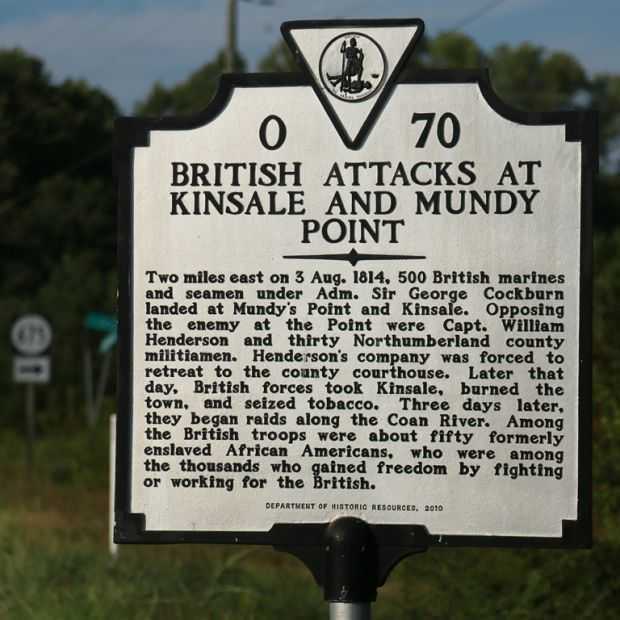 O 70
BRITISH ATTACKS AT
KINSALE AND MUNDY
POINT
Two miles east on 3 Aug. 1814, 500 British marines
and seamen under Adm. Sir George Cockburn
landed at Mundy's Point and Kinsale. Opposing
the enemy at the Point were Capt. William
Henderson and thirty Northumberland county
militiamen. Henderson's company was forced to
retreat to the county courthouse. Later that
day, British forces took Kinsale, burned the
town, and seized tobacco. Three days later,
they began raids along the Coan River. Among
the British troops were about fifty formerly
enslaved African Americans, who were among
the thousands who gained freedom by fighting
or working for the British.
DEPARTMENT OF HISTORIC RESOURCES, 2010